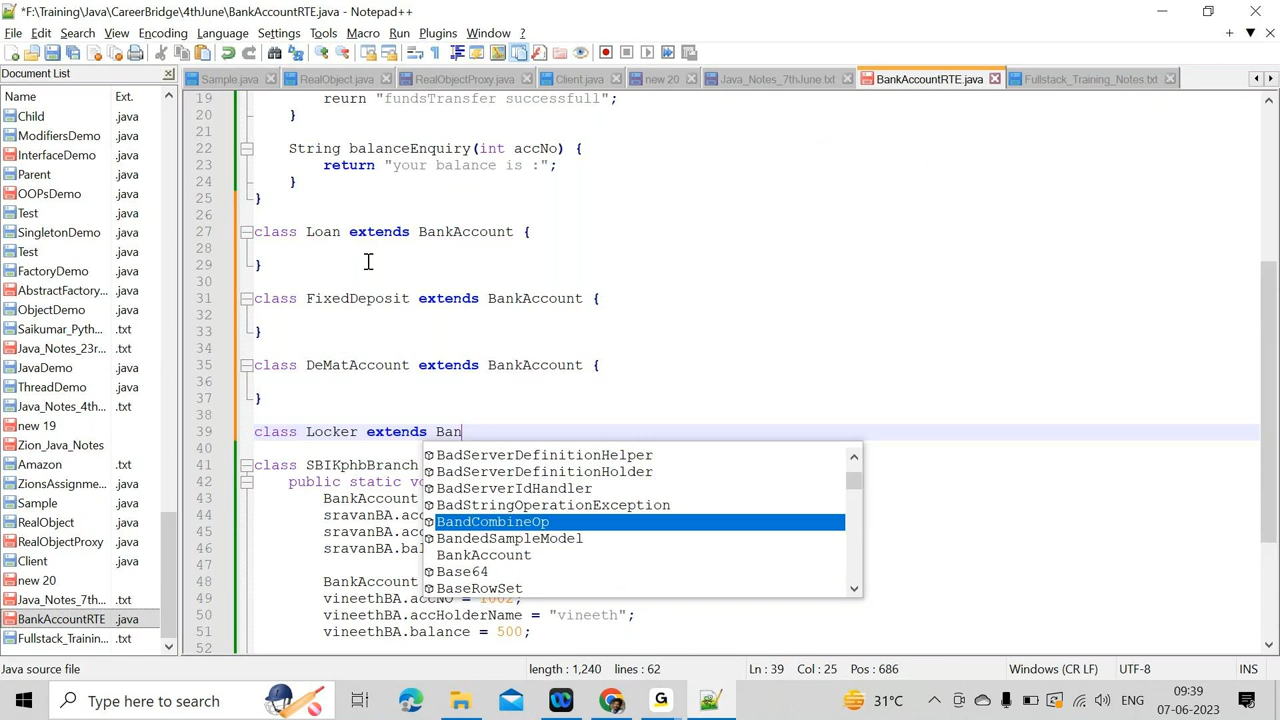 *F:\Training\Java\CareerBridge\4thJune\BankAccountRTE.java - Notepad++
File Edit Search View Encoding Language Settings Tools Macro Run Plugins Window ?
Document List
Sample.java RealObject.java RealObjectProxy.java Client.java new 20 Java_Notes_7thJune.txt BankAccountRTE.java Fullstack_Training_Notes.txt
Name Ext.
Child .java
ModifiersDemo .java
InterfaceDemo .java
Parent .java
OOPsDemo .java
Test .java
SingletonDemo .java
Test .java
FactoryDemo .java
AbstractFactory... .java
ObjectDemo .java
Saikumar_Pyth... .txt
Java_Notes_23r... .txt
JavaDemo .java
ThreadDemo .java
Java_Notes_4th... .txt
new 19
Zion_Java_Notes
Amazon .txt
ZionsAssignme... .txt
Sample .java
RealObject .java
RealObjectProxy .java
Client .java
new 20
Java_Notes_7th... .txt
BankAccountRTE .java
Fullstack_Trainin... .txt
19 reurn "fundsTransfer successfull";
20 }
21
22 String balanceEnquiry(int accNo) {
23 return "your balance is :";
24 }
25 }
26
27 class Loan extends BankAccount {
28
29 }
30
31 class FixedDeposit extends BankAccount {
32
33 }
34
35 class DeMatAccount extends BankAccount {
36
37 }
38
39 class Locker extends Ban
40
41 class SBIKphbBranch
42 public static vo
43 BankAccount
44 sravanBA.acc
45 sravanBA.acc
46 sravanBA.bal
47
48 BankAccount
49 vineethBA.accNo = 1002;
50 vineethBA.accHolderName = "vineeth";
51 vineethBA.balance = 500;
52
BadServerDefinitionHelper
BadServerDefinitionHolder
BadServerIdHandler
BadStringOperationException
BandCombineOp
BandedSampleModel
BankAccount
Base64
BaseRowSet
Java source file length : 1,240 lines : 62 Ln : 39 Col : 25 Pos : 686 Windows (CR LF) UTF-8 INS
Type here to search
31°C ENG 09:39
07-06-2023